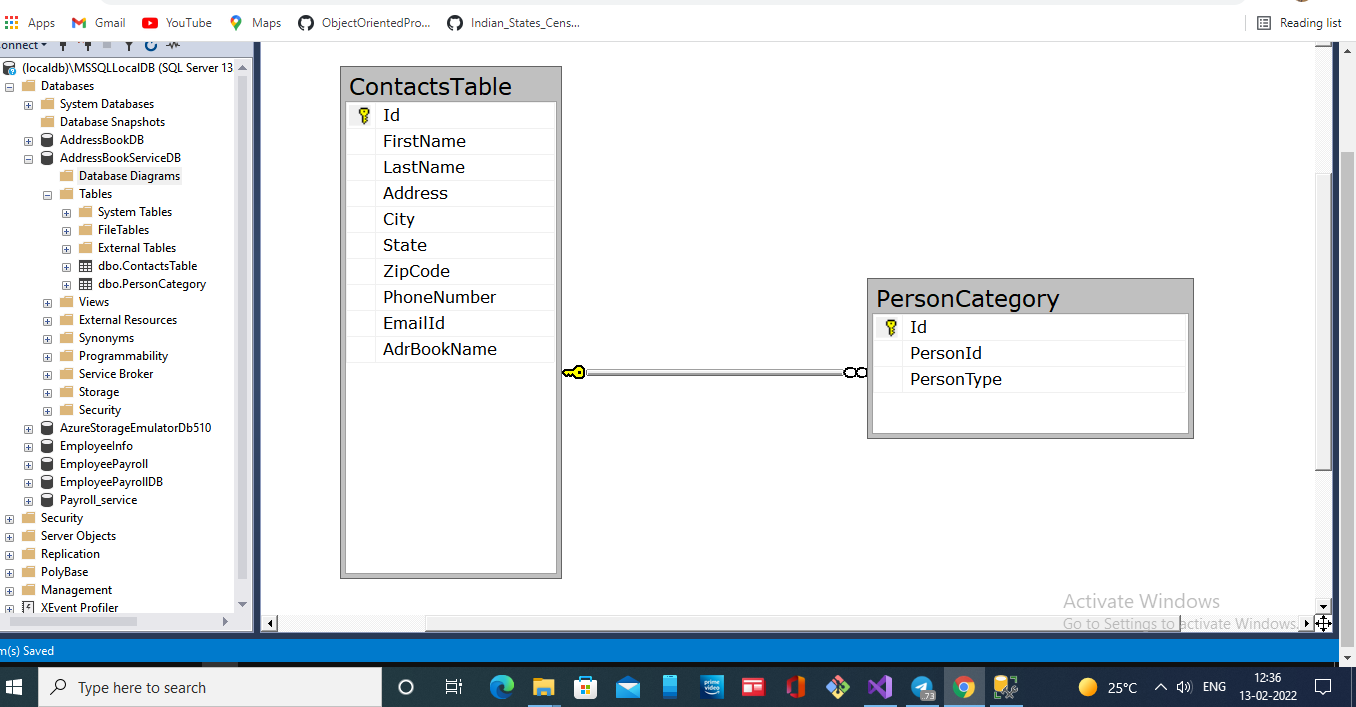 Apps Gmail YouTube Maps ObjectOrientedPro... Indian_States_Cens... Reading list
onnect
(localdb)\MSSQLLocalDB (SQL Server 13
Databases
System Databases
Database Snapshots
AddressBookDB
AddressBookServiceDB
Database Diagrams
Tables
System Tables
FileTables
External Tables
dbo.ContactsTable
dbo.PersonCategory
Views
External Resources
Synonyms
Programmability
Service Broker
Storage
Security
AzureStorageEmulatorDb510
EmployeeInfo
EmployeePayroll
EmployeePayrollDB
Payroll_service
Security
Server Objects
Replication
PolyBase
Management
XEvent Profiler
ContactsTable
Id
FirstName
LastName
Address
City
State
ZipCode
PhoneNumber
EmailId
AdrBookName
PersonCategory
Id
PersonId
PersonType
Activate Windows
Go to Settings to activate Windows.
m(s) Saved
Type here to search
prime video
73
25°C
ENG
12:36
13-02-2022